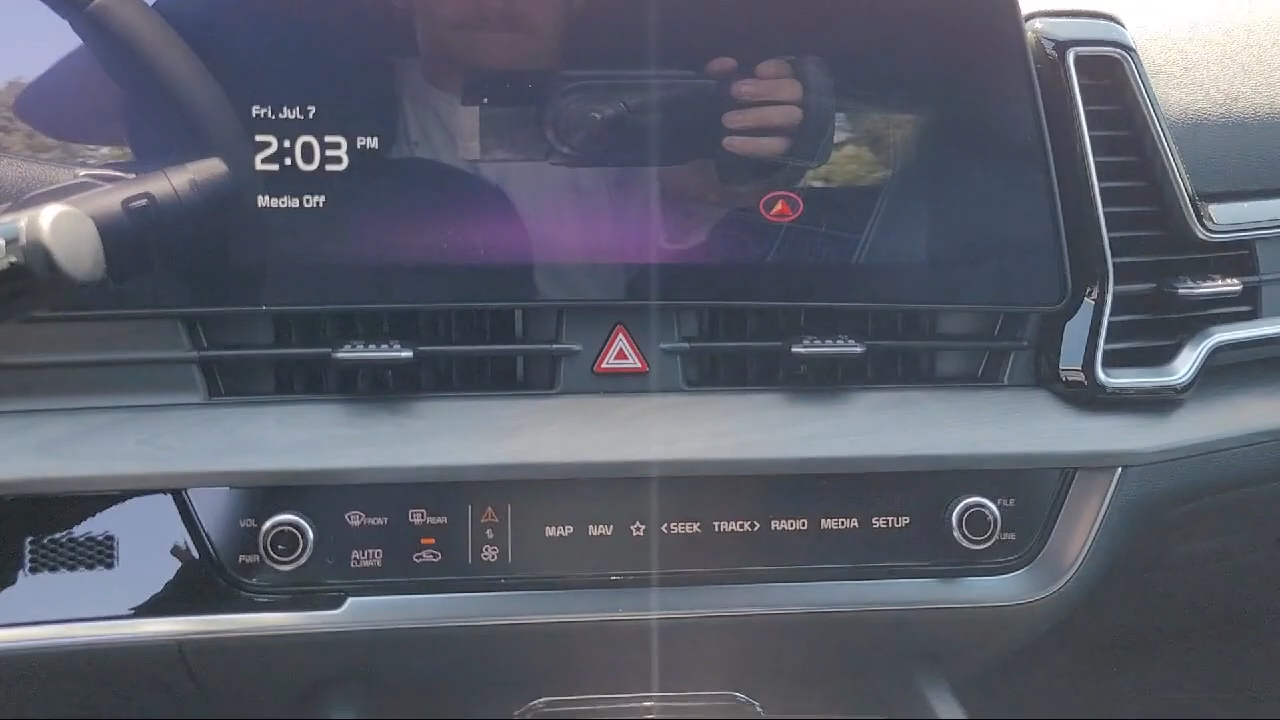 Fri, Jul, 7
2:03 PM
Media Off
VOL
PWR
FRONT
REAR
AUTO
CLIMATE
MAP NAV <SEEK TRACK> RADIO MEDIA SETUP
FILE
TUNE